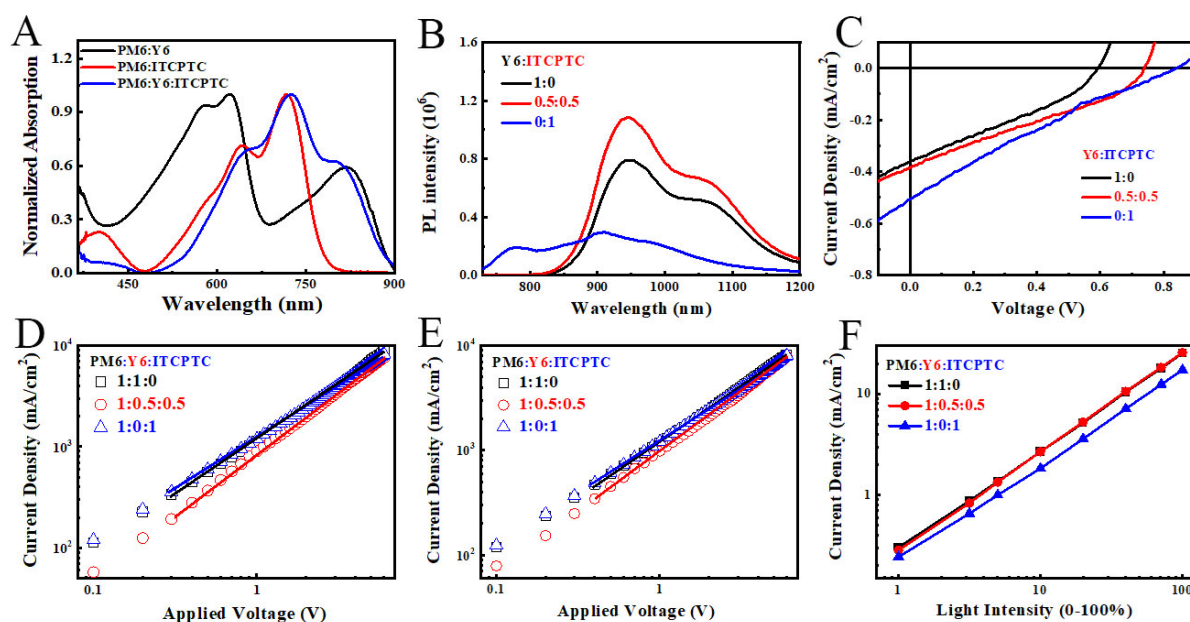 A
PM6:Y6
PM6:ITCPTC
PM6:Y6:ITCPTC
Normalized Absorption
1.2
0.9
0.6
0.3
0.0
450
600
750
900
Wavelength (nm)
B
Y6:ITCPTC
1:0
0.5:0.5
0:1
PL intensity (10⁶)
1.6
1.2
0.8
0.4
0.0
800
900
1000
1100
1200
Wavelength (nm)
C
Current Density (mA/cm²)
0.0
-0.2
-0.4
-0.6
-0.8
Y6:ITCPTC
1:0
0.5:0.5
0:1
0.0
0.2
0.4
0.6
0.8
Voltage (V)
D
PM6:Y6:ITCPTC
1:1:0
1:0.5:0.5
1:0:1
Current Density (mA/cm²)
10⁴
10³
10²
0.1
1
Applied Voltage (V)
E
PM6:Y6:ITCPTC
1:1:0
1:0.5:0.5
1:0:1
Current Density (mA/cm²)
10⁴
10³
10²
0.1
1
Applied Voltage (V)
F
PM6:Y6:ITCPTC
1:1:0
1:0.5:0.5
1:0:1
Current Density (mA/cm²)
10
1
1
10
100
Light Intensity (0-100%)